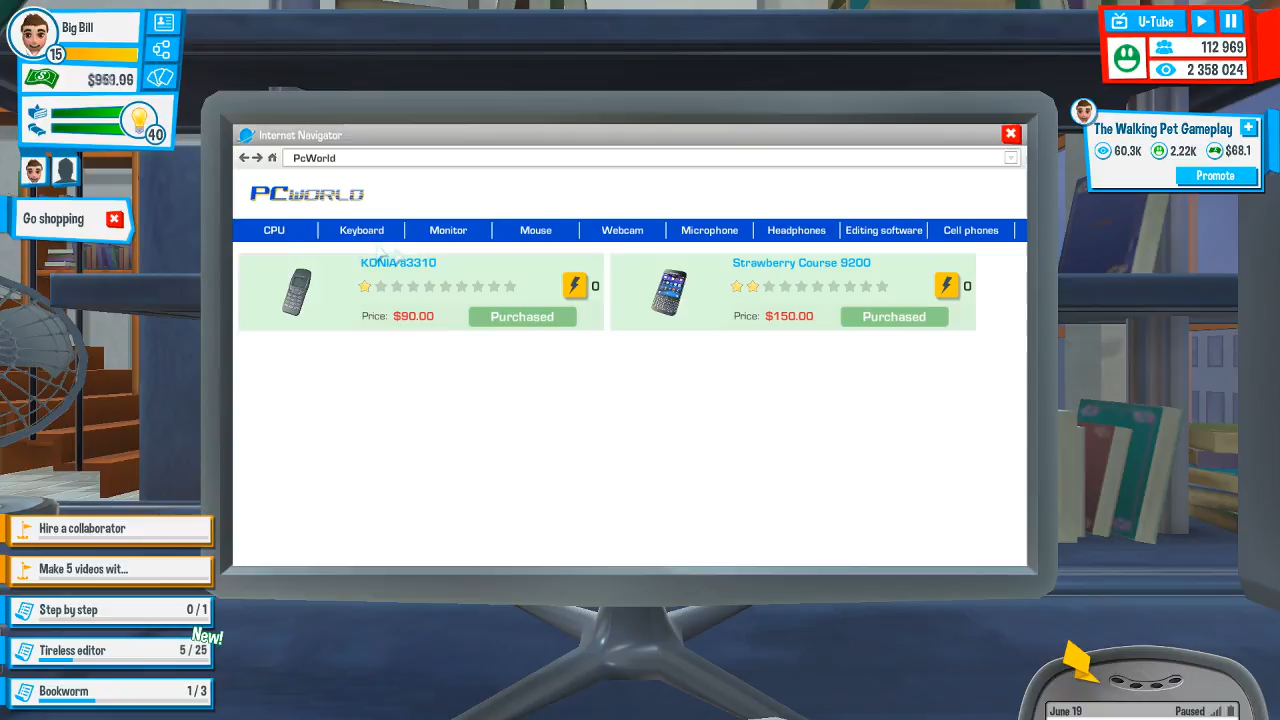 Big Bill
15
40
U-Tube
112 969
2 358 024
The Walking Pet Gameplay
60.3K 2.22K $68.1
Promote
Go shopping
Internet Navigator
PcWorld
PCWORLD
CPU Keyboard Monitor Mouse Webcam Microphone Headphones Editing software Cell phones
KONIA a3310
0
Price: $90.00 Purchased
Strawberry Course 9200
0
Price: $150.00 Purchased
Hire a collaborator
Make 5 videos wit...
Step by step 0 / 1
New!
Tireless editor 5 / 25
Bookworm 1 / 3
June 19 Paused